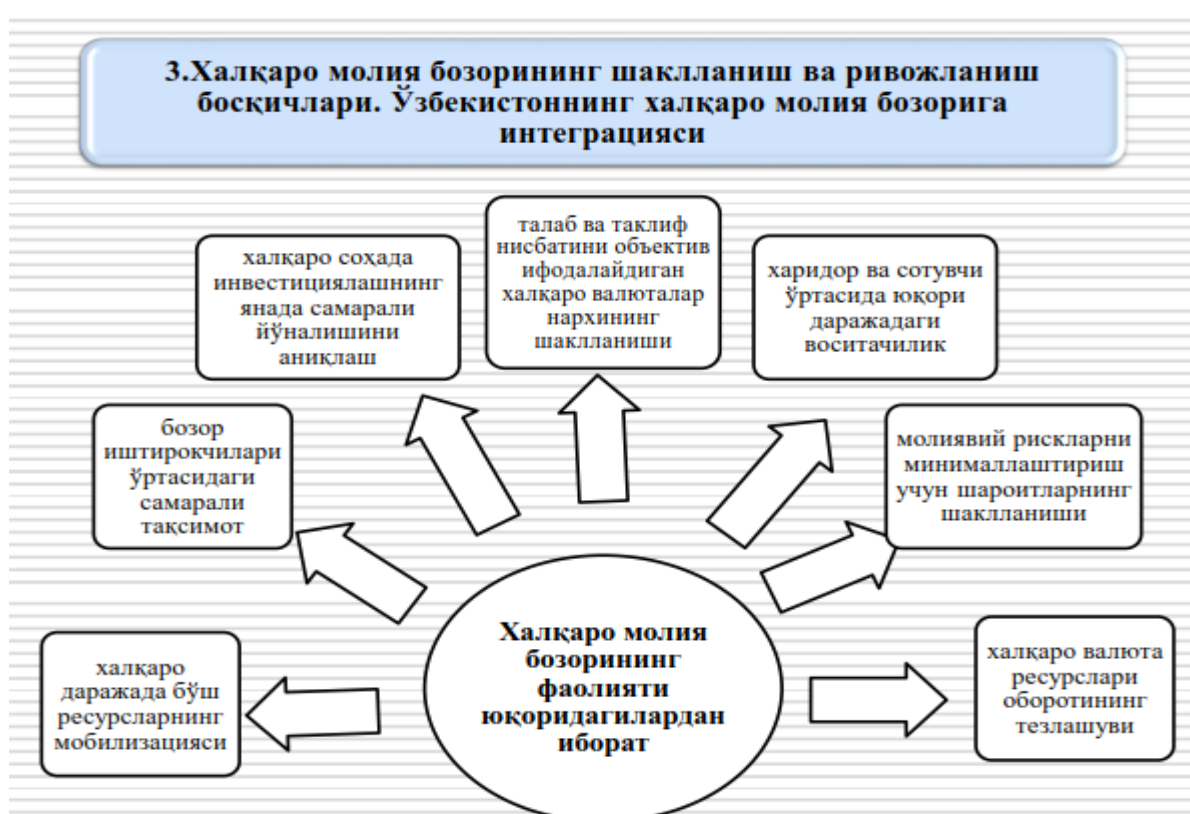 3.Халқаро молия бозорининг шаклланиш ва ривожланиш
босқичлари. Ўзбекистоннинг халқаро молия бозорига
интеграцияси
халқаро
даражада бўш
ресурсларнинг
мобилизацияси
бозор
иштирокчилари
ўртасидаги
самарали
тақсимот
халқаро соҳада
инвестициялашнинг
янада самарали
йўналишини
аниқлаш
талаб ва таклиф
нисбатини объектив
ифодалайдиган
халқаро валюталар
нархининг
шаклланиши
харидор ва сотувчи
ўртасида юқори
даражадаги
воситачилик
молиявий рискларни
минималлаштириш
учун шароитларнинг
шаклланиши
халқаро валюта
ресурслари
оборотининг
тезлашуви
Халқаро молия
бозорининг
фаолияти
юқоридагилардан
иборат